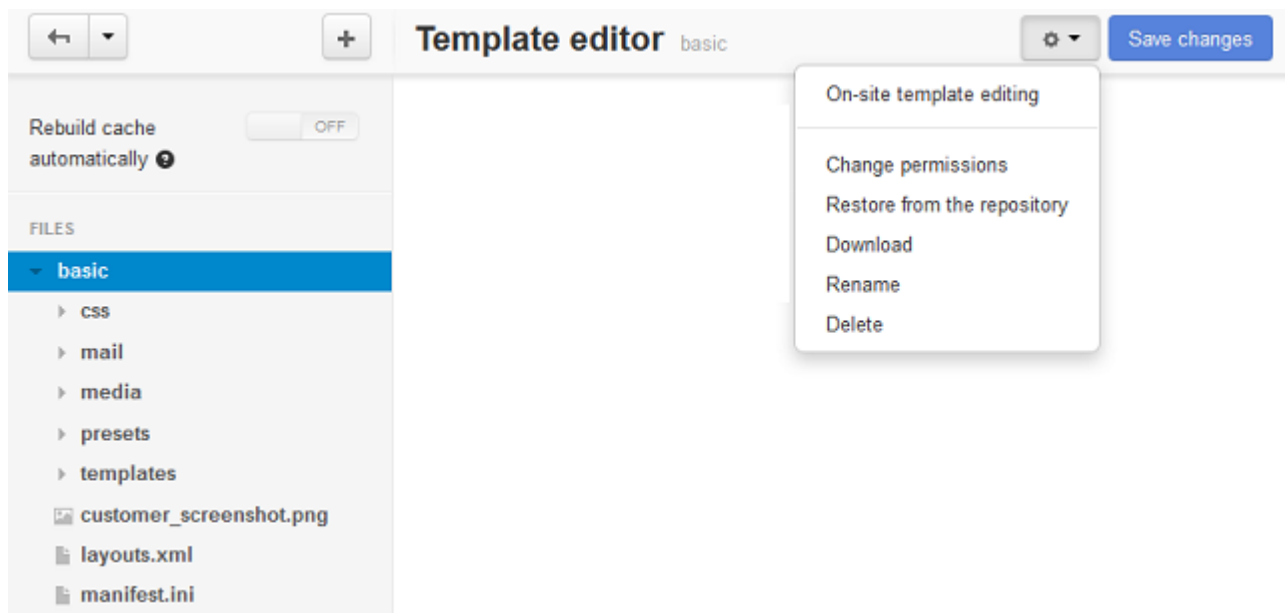 Template editor basic
Save changes
On-site template editing
Change permissions
Restore from the repository
Download
Rename
Delete
Rebuild cache
automatically
OFF
FILES
basic
css
mail
media
presets
templates
customer_screenshot.png
layouts.xml
manifest.ini